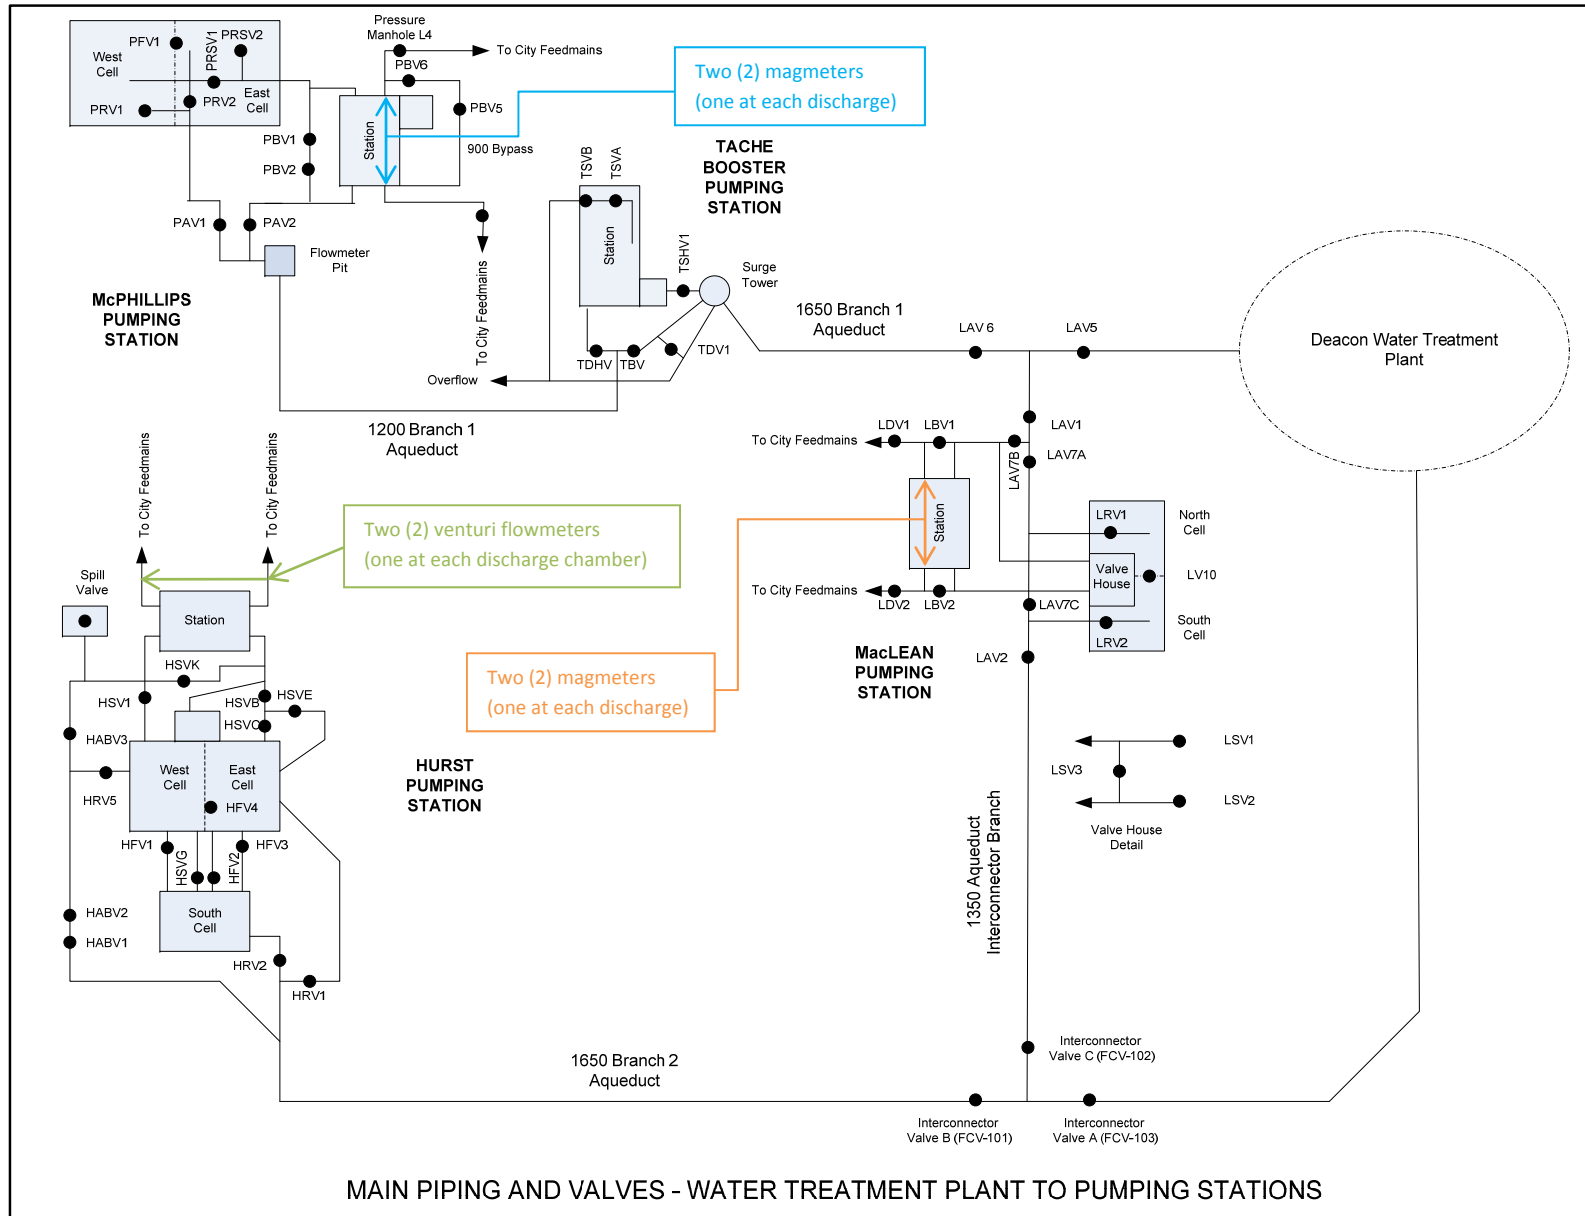 Pressure
Manhole L4
To City Feedmains
PFV1
PRSV1
PRSV2
West
Cell
East
Cell
PRV1
PRV2
PBV6
PBV5
PBV1
PBV2
Station
900 Bypass
Two (2) magmeters
(one at each discharge)
TACHE
BOOSTER
PUMPING
STATION
TSVB
TSVA
Station
TSHV1
Surge
Tower
PAV1
PAV2
Flowmeter
Pit
McPHILLIPS
PUMPING
STATION
To City Feedmains
1650 Branch 1
Aqueduct
LAV 6
LAV5
Deacon Water Treatment
Plant
TDHV
TBV
TDV1
Overflow
1200 Branch 1
Aqueduct
To City Feedmains
LDV1
LBV1
LAV1
LAV7B
LAV7A
To City Feedmains
To City Feedmains
Two (2) venturi flowmeters
(one at each discharge chamber)
Station
LRV1
North
Cell
Valve
House
LV10
Spill
Valve
Station
To City Feedmains
LDV2
LBV2
LAV7C
South
Cell
LRV2
LAV2
MacLEAN
PUMPING
STATION
Two (2) magmeters
(one at each discharge)
HSVK
HSV1
HSVB
HSVE
HSVC
HABV3
West
Cell
East
Cell
HRV5
HFV4
HURST
PUMPING
STATION
LSV1
LSV3
LSV2
Valve House
Detail
HFV1
HSVG
HFV2
HFV3
South
Cell
HABV2
HABV1
HRV2
HRV1
1350 Aqueduct
Interconnector Branch
Interconnector
Valve C (FCV-102)
1650 Branch 2
Aqueduct
Interconnector
Valve B (FCV-101)
Interconnector
Valve A (FCV-103)
MAIN PIPING AND VALVES - WATER TREATMENT PLANT TO PUMPING STATIONS